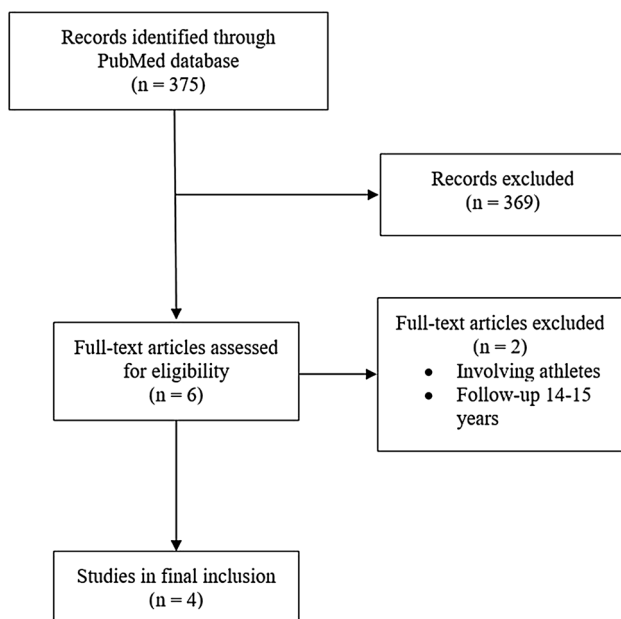 Records identified through
PubMed database
(n = 375)
Records excluded
(n = 369)
Full-text articles assessed
for eligibility
(n = 6)
Full-text articles excluded
(n = 2)
• Involving athletes
• Follow-up 14-15
years
Studies in final inclusion
(n = 4)